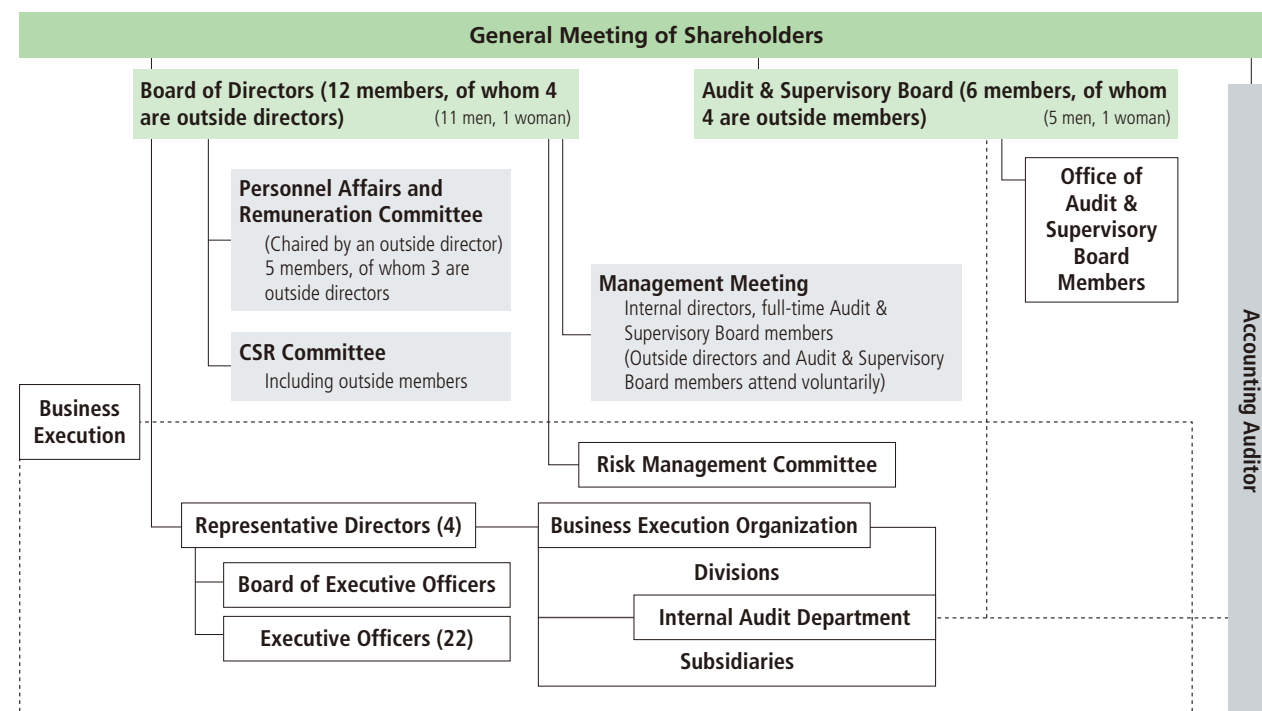 General Meeting of Shareholders
Board of Directors (12 members, of whom 4
are outside directors) (11 men, 1 woman)
Audit & Supervisory Board (6 members, of whom
4 are outside members) (5 men, 1 woman)
Personnel Affairs and
Remuneration Committee
(Chaired by an outside director)
5 members, of whom 3 are
outside directors
CSR Committee
Including outside members
Management Meeting
Internal directors, full-time Audit &
Supervisory Board members
(Outside directors and Audit & Supervisory
Board members attend voluntarily)
Office of
Audit &
Supervisory
Board
Members
Accounting Auditor
Business
Execution
Risk Management Committee
Representative Directors (4)
Board of Executive Officers
Executive Officers (22)
Business Execution Organization
Divisions
Internal Audit Department
Subsidiaries